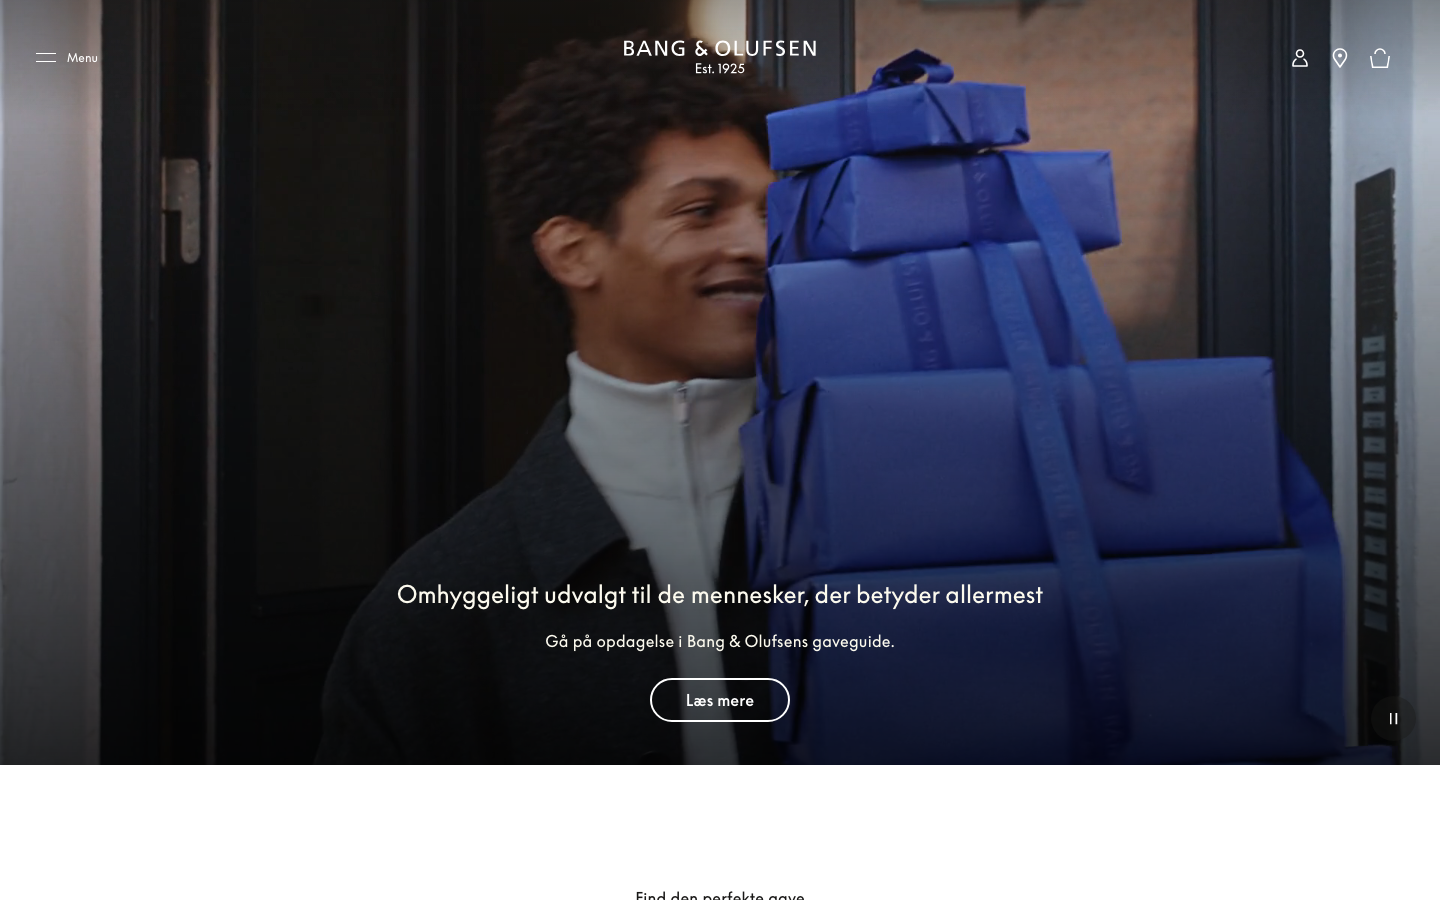 Menu
BANG & OLUFSEN
Est. 1925
Omhyggeligt udvalgt til de mennesker, der betyder allermest
Gå på opdagelse i Bang & Olufsens gaveguide.
Læs mere
Find den perfekte gave